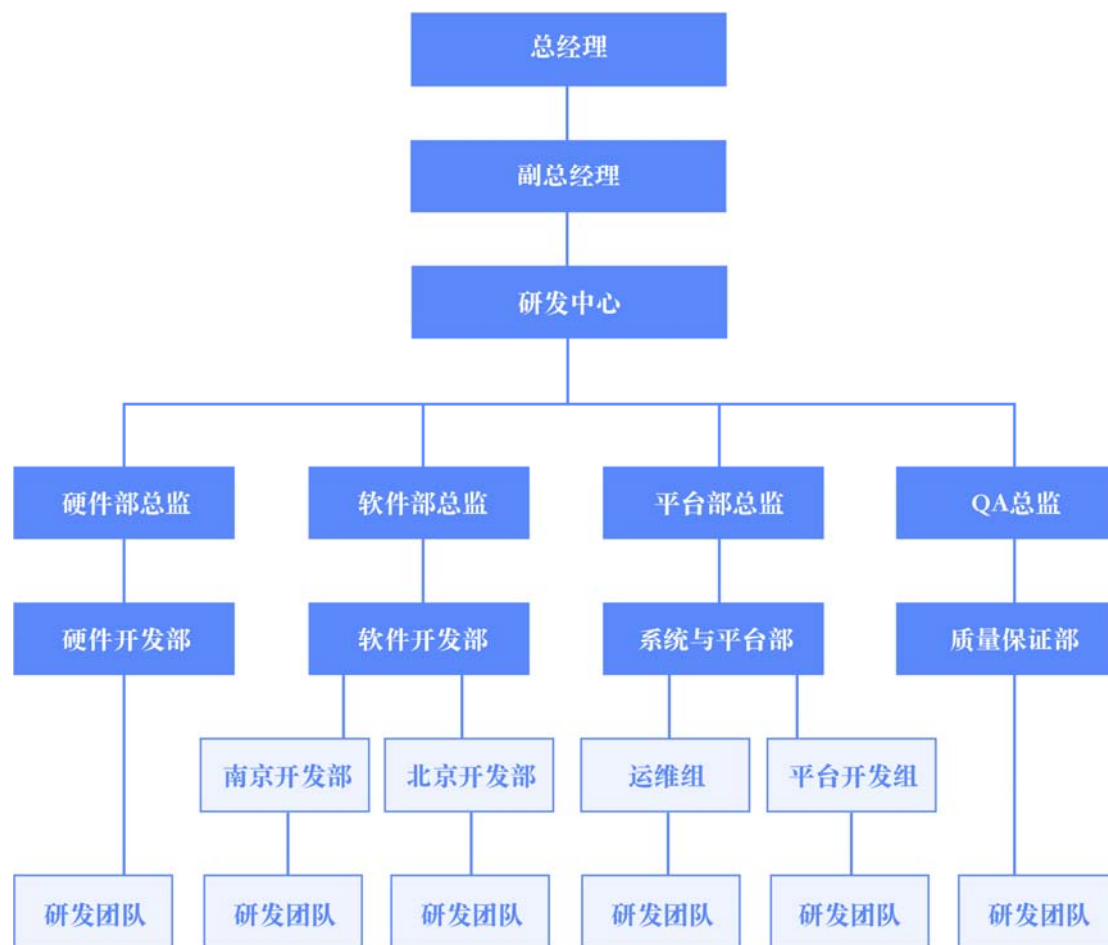 总经理
副总经理
研发中心
硬件部总监
软件部总监
平台部总监
QA总监
硬件开发部
软件开发部
系统与平台部
质量保证部
南京开发部
北京开发部
运维组
平台开发组
研发团队
研发团队
研发团队
研发团队
研发团队
研发团队